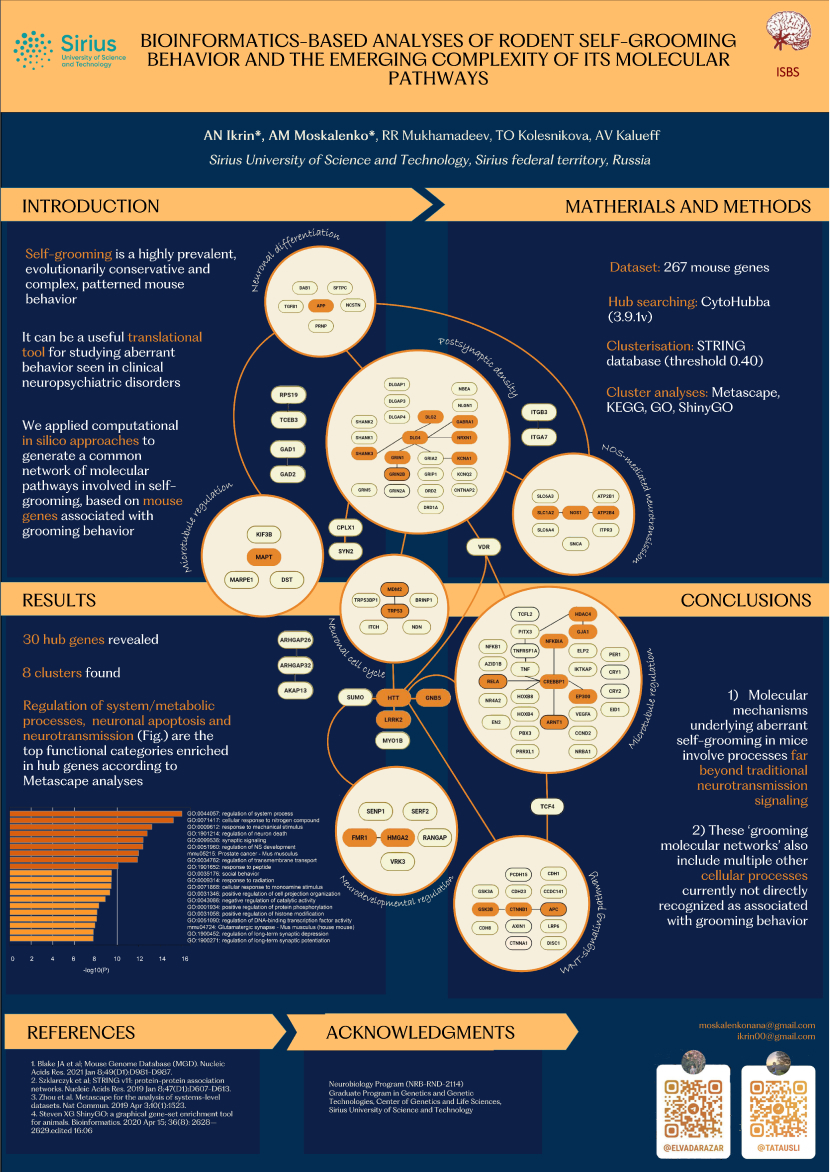 Sirius
University of Science
and Technology
BIOINFORMATICS-BASED ANALYSES OF RODENT SELF-GROOMING
BEHAVIOR AND THE EMERGING COMPLEXITY OF ITS MOLECULAR
PATHWAYS
ISBS
AN Ikrin*, AM Moskalenko*, RR Mukhamadeev, TO Kolesnikova, AV Kalueff
Sirius University of Science and Technology, Sirius federal territory, Russia
INTRODUCTION
Self-grooming is a highly prevalent,
evolutionarily conservative and
complex, patterned mouse
behavior
It can be a useful translational
tool for studying aberrant
behavior seen in clinical
neuropsychiatric disorders
We applied computational
in silico approaches to
generate a common
network of molecular
pathways involved in self-
grooming, based on mouse
genes associated with
grooming behavior
MATHERIALS AND METHODS
Dataset: 267 mouse genes
Hub searching: CytoHubba
(3.9.1v)
Clusterisation: STRING
database (threshold 0.40)
Cluster analyses: Metascape,
KEGG, GO, ShinyGO
Neuronal differentiation
DAB1
SFTPC
TGFB1
APP
NCSTN
PRNP
Postsynaptic density
DLGAP1
NBEA
DLGAP3
NLGN1
DLGAP4
DLG2
SHANK2
GABRA1
SHANK1
DLG4
NRXN1
SHANK3
GRIN1
GRIA2
KCNA1
GRIN2B
GRIP1
KCNQ2
GRM5
GRIN2A
DRD2
CNTNAP2
DRD1A
RPS19
TCEB3
GAD1
GAD2
ITGB3
ITGA7
NOS-mediated neurotransmission
SLC6A3
ATP2B1
SLC1A2
NOS1
ATP2B4
SLC6A4
ITPR3
SNCA
Microtubule regulation
KIF3B
MAPT
MARPE1
DST
CPLX1
SYN2
VDR
MDM2
TRP53BP1
BRINP1
TRP53
ITCH
NDN
Neuronal cell cycle
RESULTS
30 hub genes revealed
8 clusters found
Regulation of system/metabolic
processes, neuronal apoptosis and
neurotransmission (Fig.) are the
top functional categories enriched
in hub genes according to
Metascape analyses
ARHGAP26
ARHGAP32
AKAP13
SUMO
HTT
GNB5
LRRK2
MYO1B
TCFL2
HDAC4
PITX3
GJA1
NFKB1
TNFRSF1A
NFKBIA
ELP2
PER1
AZID1B
TNF
IKTKAP
CRY1
RELA
CREBBP1
CRY2
NR4A2
HOXB8
EP300
EID1
HOXB4
VEGFA
EN2
ARNT1
PBX3
CCND2
PRRXL1
NRBA1
Microtubule regulation
CONCLUSIONS
1) Molecular
mechanisms
underlying aberrant
self-grooming in mice
involve processes far
beyond traditional
neurotransmission
signaling
2) These 'grooming
molecular networks' also
include multiple other
cellular processes
currently not directly
recognized as associated
with grooming behavior
TCF4
SENP1
SERF2
FMR1
HMGA2
RANGAP
VRK3
Neurodevelopmental regulation
PCDH15
CDH1
GSK3A
CDH23
CCDC141
GSK3B
CTNNB1
APC
CDH8
AXIN1
LRP6
CTNNA1
DISC1
WNT-signaling pathway
GO:0044057: regulation of system process
GO:0071417: cellular response to nitrogen compound
GO:0009612: response to mechanical stimulus
GO:1901214: regulation of neuron death
GO:0099536: synaptic signaling
GO:0051960: regulation of NS development
mmu05215: Prostate cancer - Mus musculus
GO:0034762: regulation of transmembrane transport
GO:1901652: response to peptide
GO:0035176: social behavior
GO:0009314: response to radiation
GO:0071868: cellular response to monoamine stimulus
GO:0031346: positive regulation of cell projection organization
GO:0043086: negative regulation of catalytic activity
GO:0001934: positive regulation of protein phosphorylation
GO:0031058: positive regulation of histone modification
GO:0051090: regulation of DNA-binding transcription factor activity
mmu04724: Glutamatergic synapse - Mus musculus (house mouse)
GO:1900452: regulation of long-term synaptic depression
GO:1900271: regulation of long-term synaptic potentiation
0 2 4 6 8 10 12 14 16
-log10(P)
REFERENCES
1. Blake JA et al; Mouse Genome Database (MGD). Nucleic
Acids Res. 2021 Jan 8;49(D1):D981-D987.
2. Szklarczyk et al; STRING v11: protein-protein association
networks. Nucleic Acids Res. 2019 Jan 8;47(D1):D607-D613.
3. Zhou et al. Metascape for the analysis of systems-level
datasets. Nat Commun. 2019 Apr 3;10(1):1523.
4. Steven XG ShinyGO: a graphical gene-set enrichment tool
for animals. Bioinformatics. 2020 Apr 15; 36(8): 2628–
2629.edited 16:06
ACKNOWLEDGMENTS
Neurobiology Program (NRB-RND-2114)
Graduate Program in Genetics and Genetic
Technologies, Center of Genetics and Life Sciences,
Sirius University of Science and Technology
moskalenkonana@gmail.com
ikrin00@gmail.com
@ELVADARAZAR
@TATAUSLI